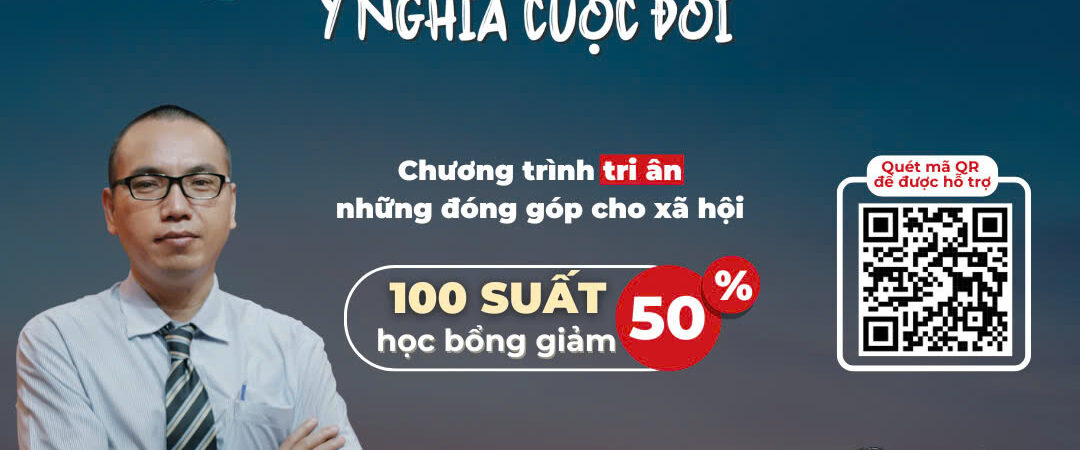 Ý NGHĨA CUỘC ĐỜI
Chương trình tri ân
những đóng góp cho xã hội
100 SUẤT
học bổng giảm
50%
Quét mã QR
để được hỗ trợ